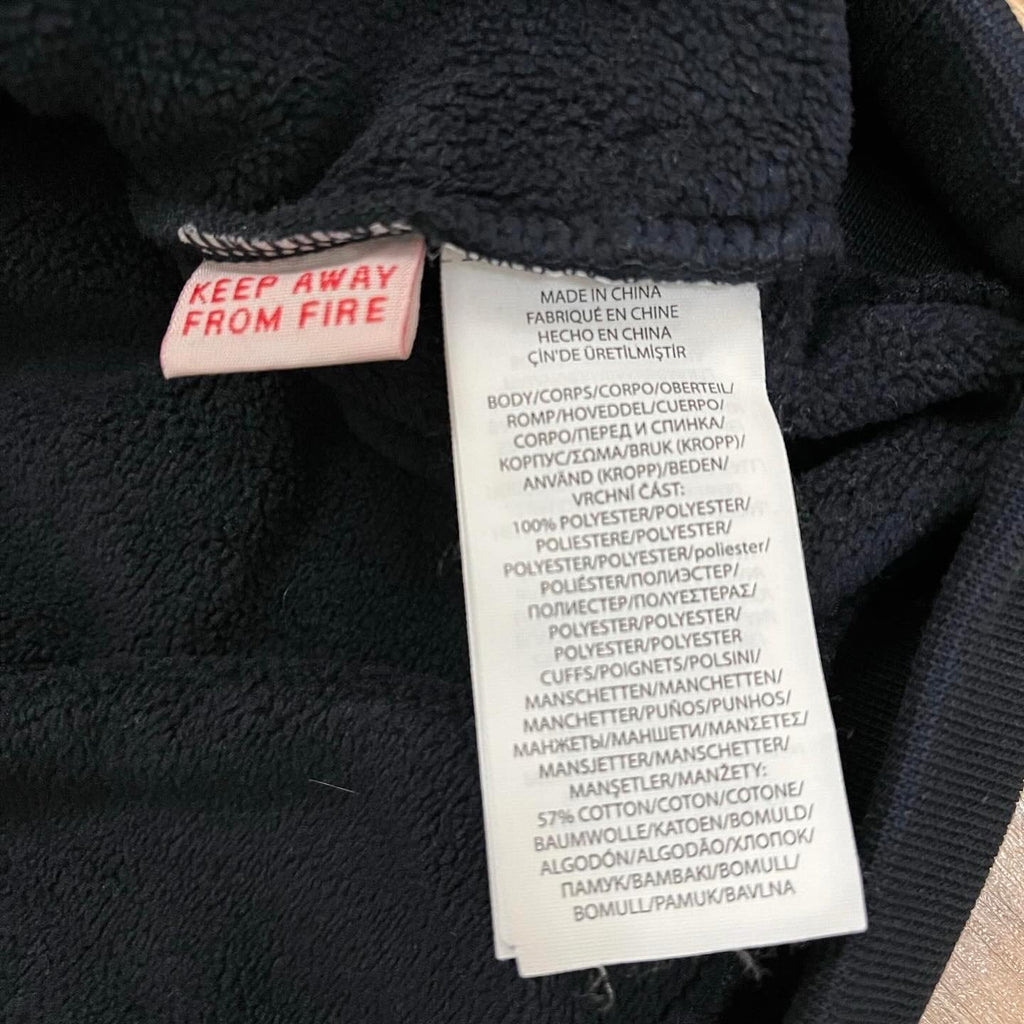 KEEP AWAY
FROM FIRE
MADE IN CHINA
FABRIQUÉ EN CHINE
HECHO EN CHINA
ÇİN'DE ÜRETİLMİŞTİR
BODY/CORPS/CORPO/OBERTEIL/
ROMP/HOVEDDEL/CUERPO/
CORPO/ПЕРЕД И СПИНКА/
КОРПУС/ΣΩΜΑ/BRUK (KROPP)/
ANVÄND (KROPP)/BEDEN/
VRCHNÍ ČÁST:
100% POLYESTER/POLYESTER/
POLIESTERE/POLYESTER/
POLYESTER/POLYESTER/poliester/
POLIÉSTER/ПОЛИЭСТЕР/
ПОЛИЕСТЕР/ΠΟΛΥΕΣΤΕΡΑΣ/
POLYESTER/POLYESTER/
POLYESTER/POLYESTER
CUFFS/POIGNETS/POLSINI/
MANSCHETTEN/MANCHETTEN/
MANCHETTER/PUÑOS/PUNHOS/
МАНЖЕТЫ/МАНШЕТИ/ΜΑΝΣΕΤΕΣ/
MANSJETTER/MANSCHETTER/
MANŞETLER/MANŽETY:
57% COTTON/COTON/COTONE/
BAUMWOLLE/KATOEN/BOMULD/
ALGODÓN/ALGODÃO/ХЛОПОК/
ПАМУК/ΒΑΜΒΑΚΙ/BOMULL/
BOMULL/PAMUK/BAVLNA